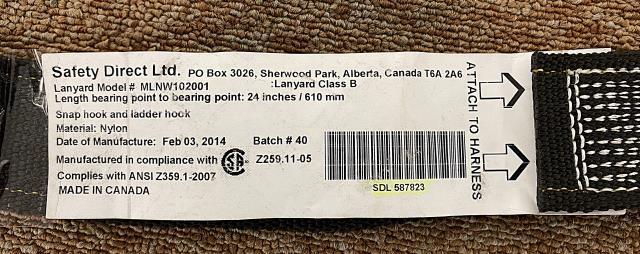 Safety Direct Ltd. PO Box 3026, Sherwood Park, Alberta, Canada T6A 2A6
Lanyard Model # MLNW102001 :Lanyard Class B
Length bearing point to bearing point: 24 inches / 610 mm
Snap hook and ladder hook
Material: Nylon
Date of Manufacture: Feb 03, 2014 Batch # 40
Manufactured in compliance with CSA Z259.11-05
Complies with ANSI Z359.1-2007
MADE IN CANADA
SDL 587823
ATTACH TO HARNESS